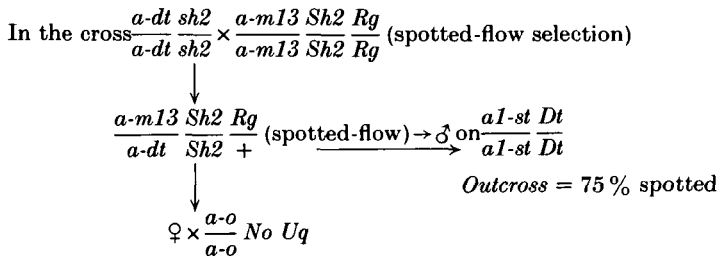 In the cross a-dt/a-dt sh2/sh2 × a-m13/a-m13 Sh2/Sh2 Rg/Rg (spotted-flow selection)
↓
a-m13/a-dt Sh2/Sh2 Rg/+ (spotted-flow) → ♂ on a1-st/a1-st Dt/Dt
Outcross = 75 % spotted
↓
♀ × a-o/a-o No Uq